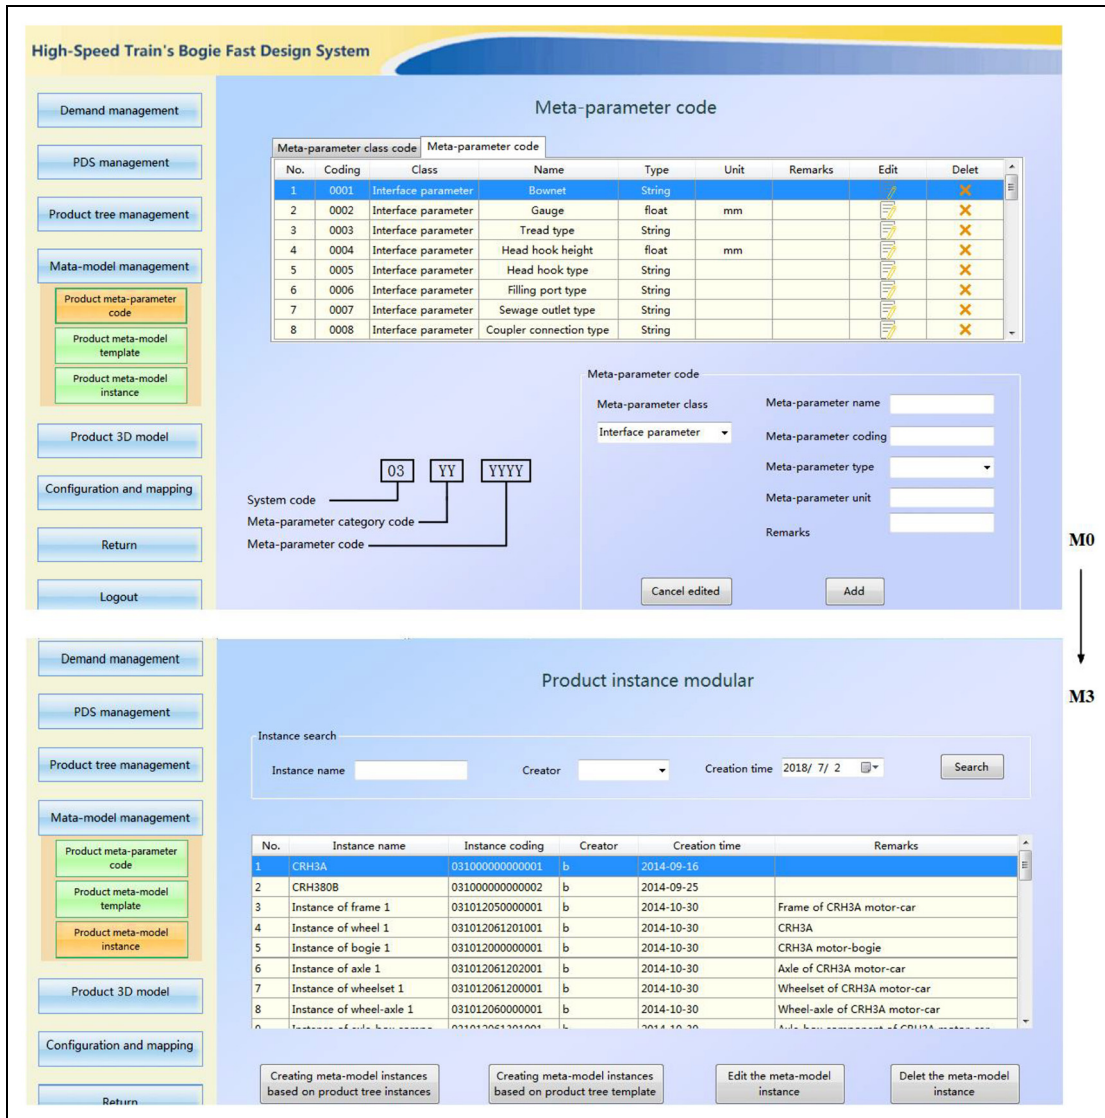 High-Speed Train's Bogie Fast Design System
Demand management
PDS management
Product tree management
Mata-model management
Product meta-parameter
code
Product meta-model
template
Product meta-model
instance
Product 3D model
Configuration and mapping
Return
Logout
Meta-parameter code
Meta-parameter class code Meta-parameter code
No. Coding Class Name Type Unit Remarks Edit Delet
1 0001 Interface parameter Bownet String
2 0002 Interface parameter Gauge float mm
3 0003 Interface parameter Tread type String
4 0004 Interface parameter Head hook height float mm
5 0005 Interface parameter Head hook type String
6 0006 Interface parameter Filling port type String
7 0007 Interface parameter Sewage outlet type String
8 0008 Interface parameter Coupler connection type String
03 YY YYYY
System code
Meta-parameter category code
Meta-parameter code
Meta-parameter code
Meta-parameter class
Interface parameter
Meta-parameter name
Meta-parameter coding
Meta-parameter type
Meta-parameter unit
Remarks
Cancel edited Add
M0
M3
Demand management
PDS management
Product tree management
Mata-model management
Product meta-parameter
code
Product meta-model
template
Product meta-model
instance
Product 3D model
Configuration and mapping
Return
Product instance modular
Instance search
Instance name Creator Creation time 2018/ 7/ 2 Search
No. Instance name Instance coding Creator Creation time Remarks
1 CRH3A 031000000000001 b 2014-09-16
2 CRH380B 031000000000002 b 2014-09-25
3 Instance of frame 1 031012050000001 b 2014-10-30 Frame of CRH3A motor-car
4 Instance of wheel 1 031012061201001 b 2014-10-30 CRH3A
5 Instance of bogie 1 031012000000001 b 2014-10-30 CRH3A motor-bogie
6 Instance of axle 1 031012061202001 b 2014-10-30 Axle of CRH3A motor-car
7 Instance of wheelset 1 031012061200001 b 2014-10-30 Wheelset of CRH3A motor-car
8 Instance of wheel-axle 1 031012060000001 b 2014-10-30 Wheel-axle of CRH3A motor-car
Creating meta-model instances
based on product tree instances
Creating meta-model instances
based on product tree template
Edit the meta-model
instance
Delet the meta-model
instance